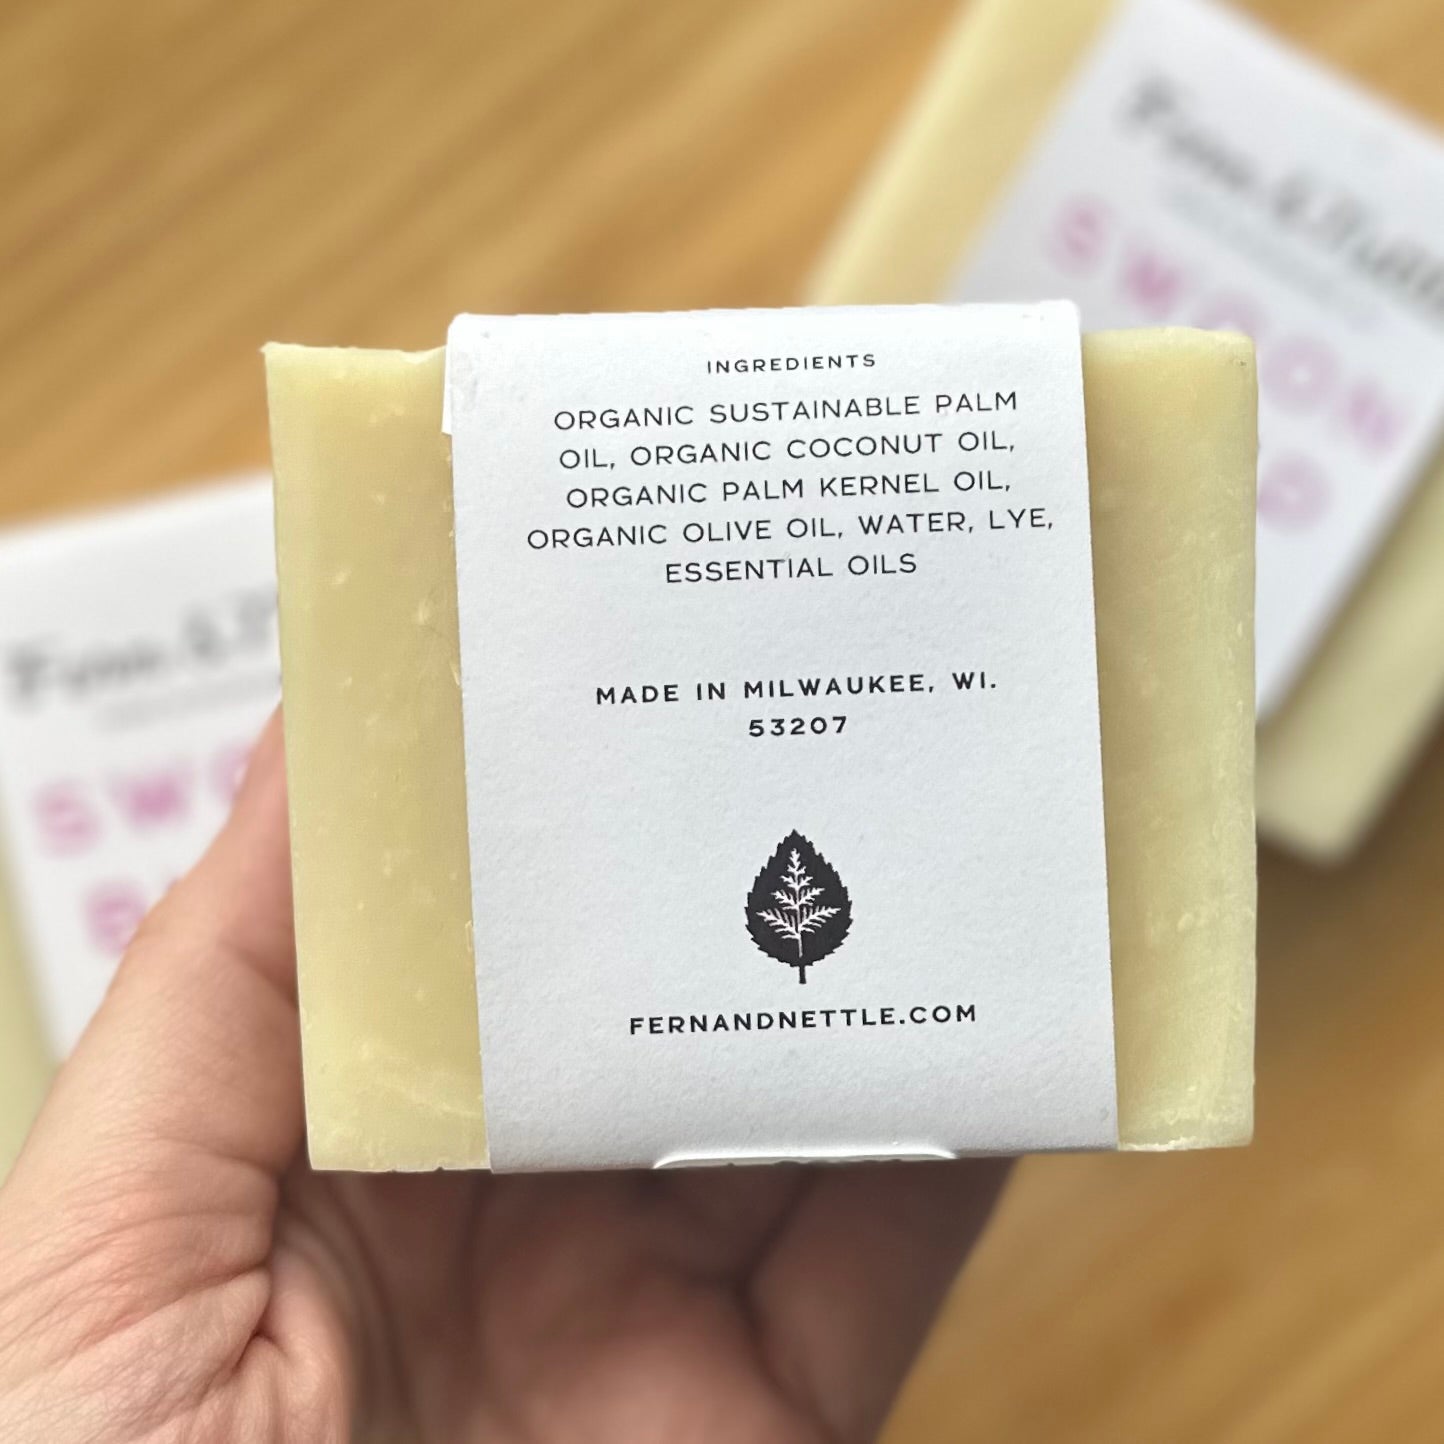 INGREDIENTS
ORGANIC SUSTAINABLE PALM
OIL, ORGANIC COCONUT OIL,
ORGANIC PALM KERNEL OIL,
ORGANIC OLIVE OIL, WATER, LYE,
ESSENTIAL OILS
MADE IN MILWAUKEE, WI.
53207
FERNANDNETTLE.COM
SWOON